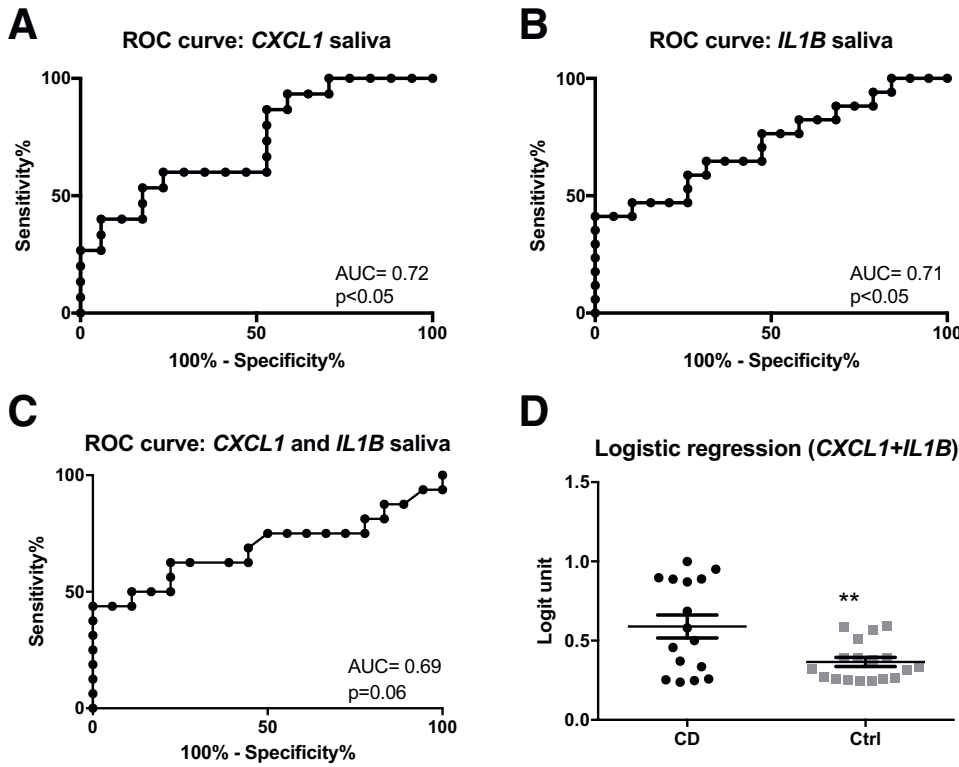 A
ROC curve: CXCL1 saliva
100
50
0
Sensitivity%
AUC= 0.72
p<0.05
0
50
100
100% - Specificity%
B
ROC curve: IL1B saliva
100
50
0
Sensitivity%
AUC= 0.71
p<0.05
0
50
100
100% - Specificity%
C
ROC curve: CXCL1 and IL1B saliva
100
50
0
Sensitivity%
AUC= 0.69
p=0.06
0
50
100
100% - Specificity%
D
Logistic regression (CXCL1+IL1B)
1.5
1.0
0.5
0.0
Logit unit
**
CD
Ctrl